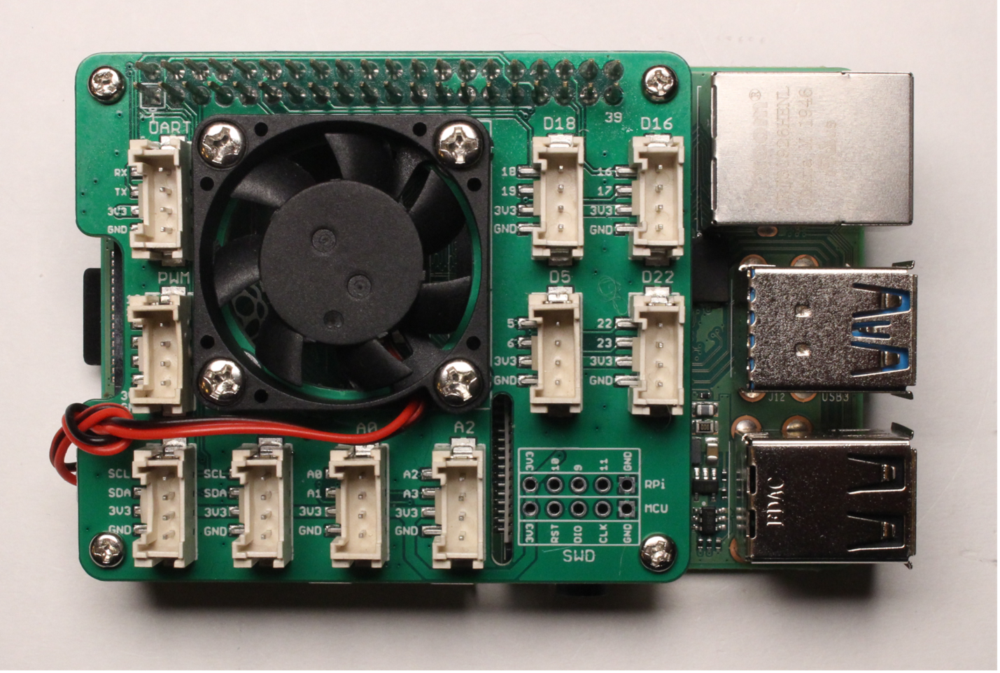 39
UART
D18
D16
RX
TX
3V3
GND
18
19
3V3
GND
16
17
3V3
GND
PWM
D5
D22
5
6
3V3
GND
22
23
3V3
GND
A0
A2
SCL
SDA
3V3
GND
SCL
SDA
3V3
GND
A0
A1
3V3
GND
A2
A3
3V3
GND
3V3 10 9 11 GND
RPi
MCU
3V3 RST DIO CLK GND
SWD
J12
USB3
EDAC
1946